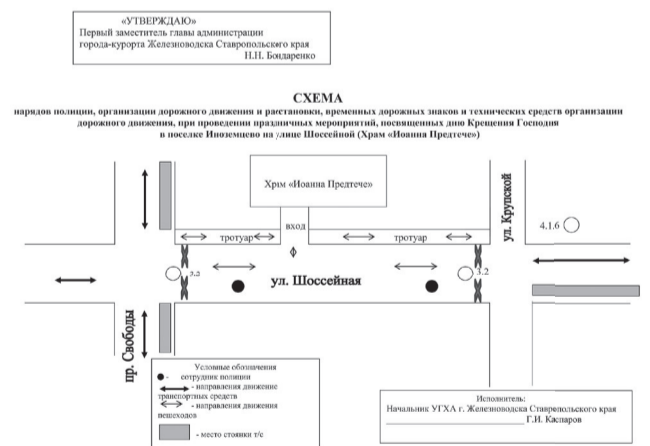 «УТВЕРЖДАЮ»
Первый заместитель главы администрации
города-курорта Железноводска Ставропольского края
Н.Н. Бондаренко
СХЕМА
нарядов полиции, организации дорожного движения и расстановки, временных дорожных знаков и технических средств организации
дорожного движения, при проведении праздничных мероприятий, посвященных дню Крещения Господня
в поселке Иноземцево на улице Шоссейной (Храм «Иоанна Предтече»)
Храм «Иоанна Предтече»
вход
тротуар
тротуар
ул. Крупской
4.1.6
Ф
3.2
ул. Шоссейная
пр. Свободы
Условные обозначения
- сотрудник полиции
- направления движение
транспортных средств
- направления движения
пешеходов
- место стоянки т/с
Исполнитель:
Начальник УГХА г. Железноводска Ставропольского края
Г.И. Каспаров